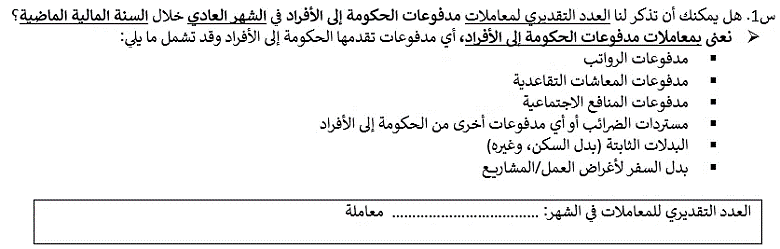 س1. هل يمكنك أن تذكر لنا العدد التقديري لمعاملات مدفوعات الحكومة إلى الأفراد في الشهر العادي خلال السنة المالية الماضية؟
➢ نعنى بمعاملات مدفوعات الحكومة إلى الأفراد، أي مدفوعات تقدمها الحكومة إلى الأفراد وقد تشمل ما يلي:
▪ مدفوعات الرواتب
▪ مدفوعات المعاشات التقاعدية
▪ مدفوعات المنافع الاجتماعية
▪ مستردات الضرائب أو أي مدفوعات أخرى من الحكومة إلى الأفراد
▪ البدلات الثابتة (بدل السكن، وغيره)
▪ بدل السفر لأغراض العمل/المشاريع
العدد التقديري للمعاملات في الشهر: .................................. معاملة